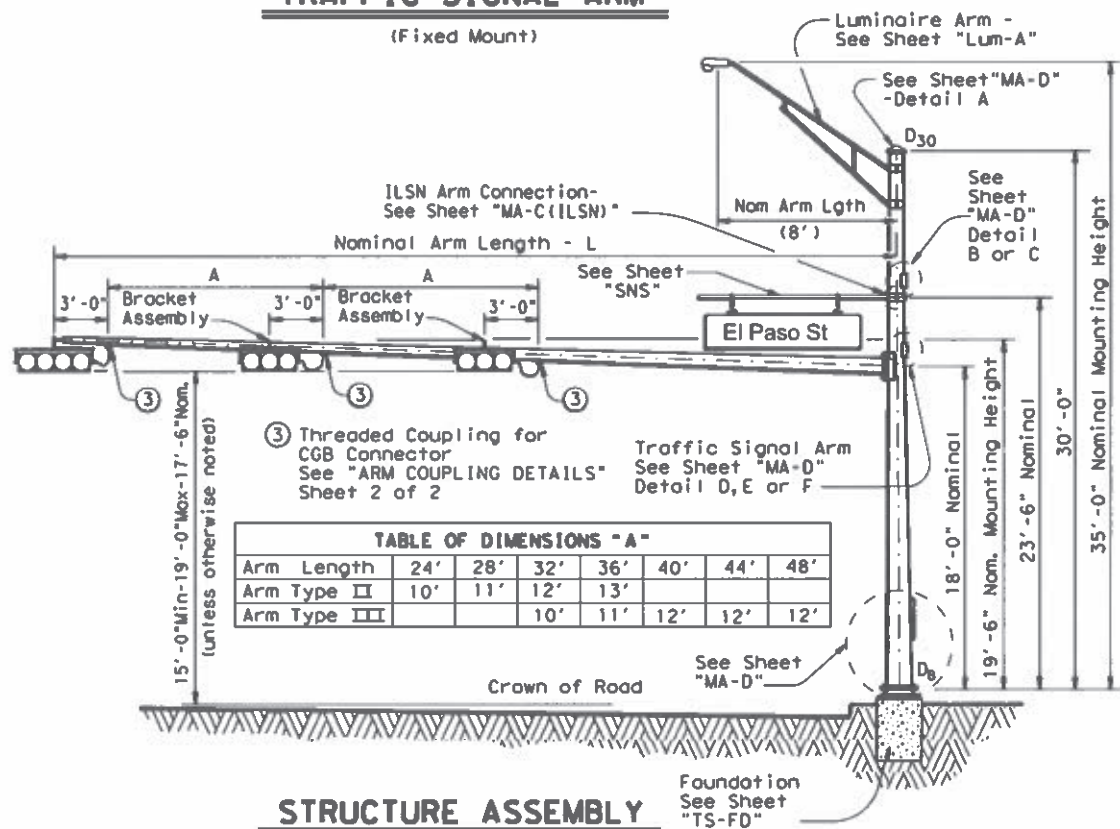 TRAFFIC SIGNAL ARM
(Fixed Mount)
Luminaire Arm -
See Sheet "Lum-A"
See Sheet"MA-D"
-Detail A
D30
ILSN Arm Connection-
See Sheet "MA-C(ILSN)"
Nom Arm Lgth
(8')
See
Sheet
"MA-D"
Detail
B or C
Nominal Arm Length - L
See Sheet
"SNS"
A
A
3'-0"
Bracket
Assembly
3'-0"
Bracket
Assembly
3'-0"
El Paso St
3
3
3
3 Threaded Coupling for
CGB Connector
See "ARM COUPLING DETAILS"
Sheet 2 of 2
Traffic Signal Arm
See Sheet "MA-D"
Detail D,E or F
15'-0"Min-19'-0"Max-17'-6"Nom.
(unless otherwise noted)
18'-0" Nominal
19'-6" Nom. Mounting Height
23'-6" Nominal
30'-0"
35'-0" Nominal Mounting Height
TABLE OF DIMENSIONS "A"
Arm Length 24' 28' 32' 36' 40' 44' 48'
Arm Type II 10' 11' 12' 13'
Arm Type III 10' 11' 12' 12' 12'
See Sheet
"MA-D"
DB
Crown of Road
Foundation
See Sheet
"TS-FD"
STRUCTURE ASSEMBLY